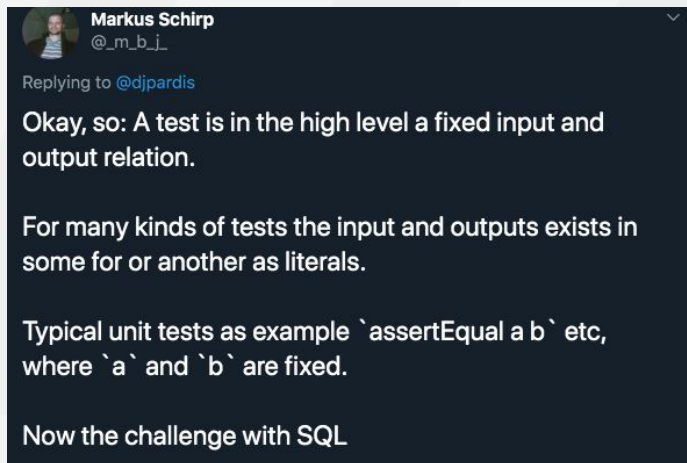 Markus Schirp
@_m_b_j_
Replying to @djpardis
Okay, so: A test is in the high level a fixed input and
output relation.
For many kinds of tests the input and outputs exists in
some for or another as literals.
Typical unit tests as example `assertEqual a b` etc,
where `a` and `b` are fixed.
Now the challenge with SQL